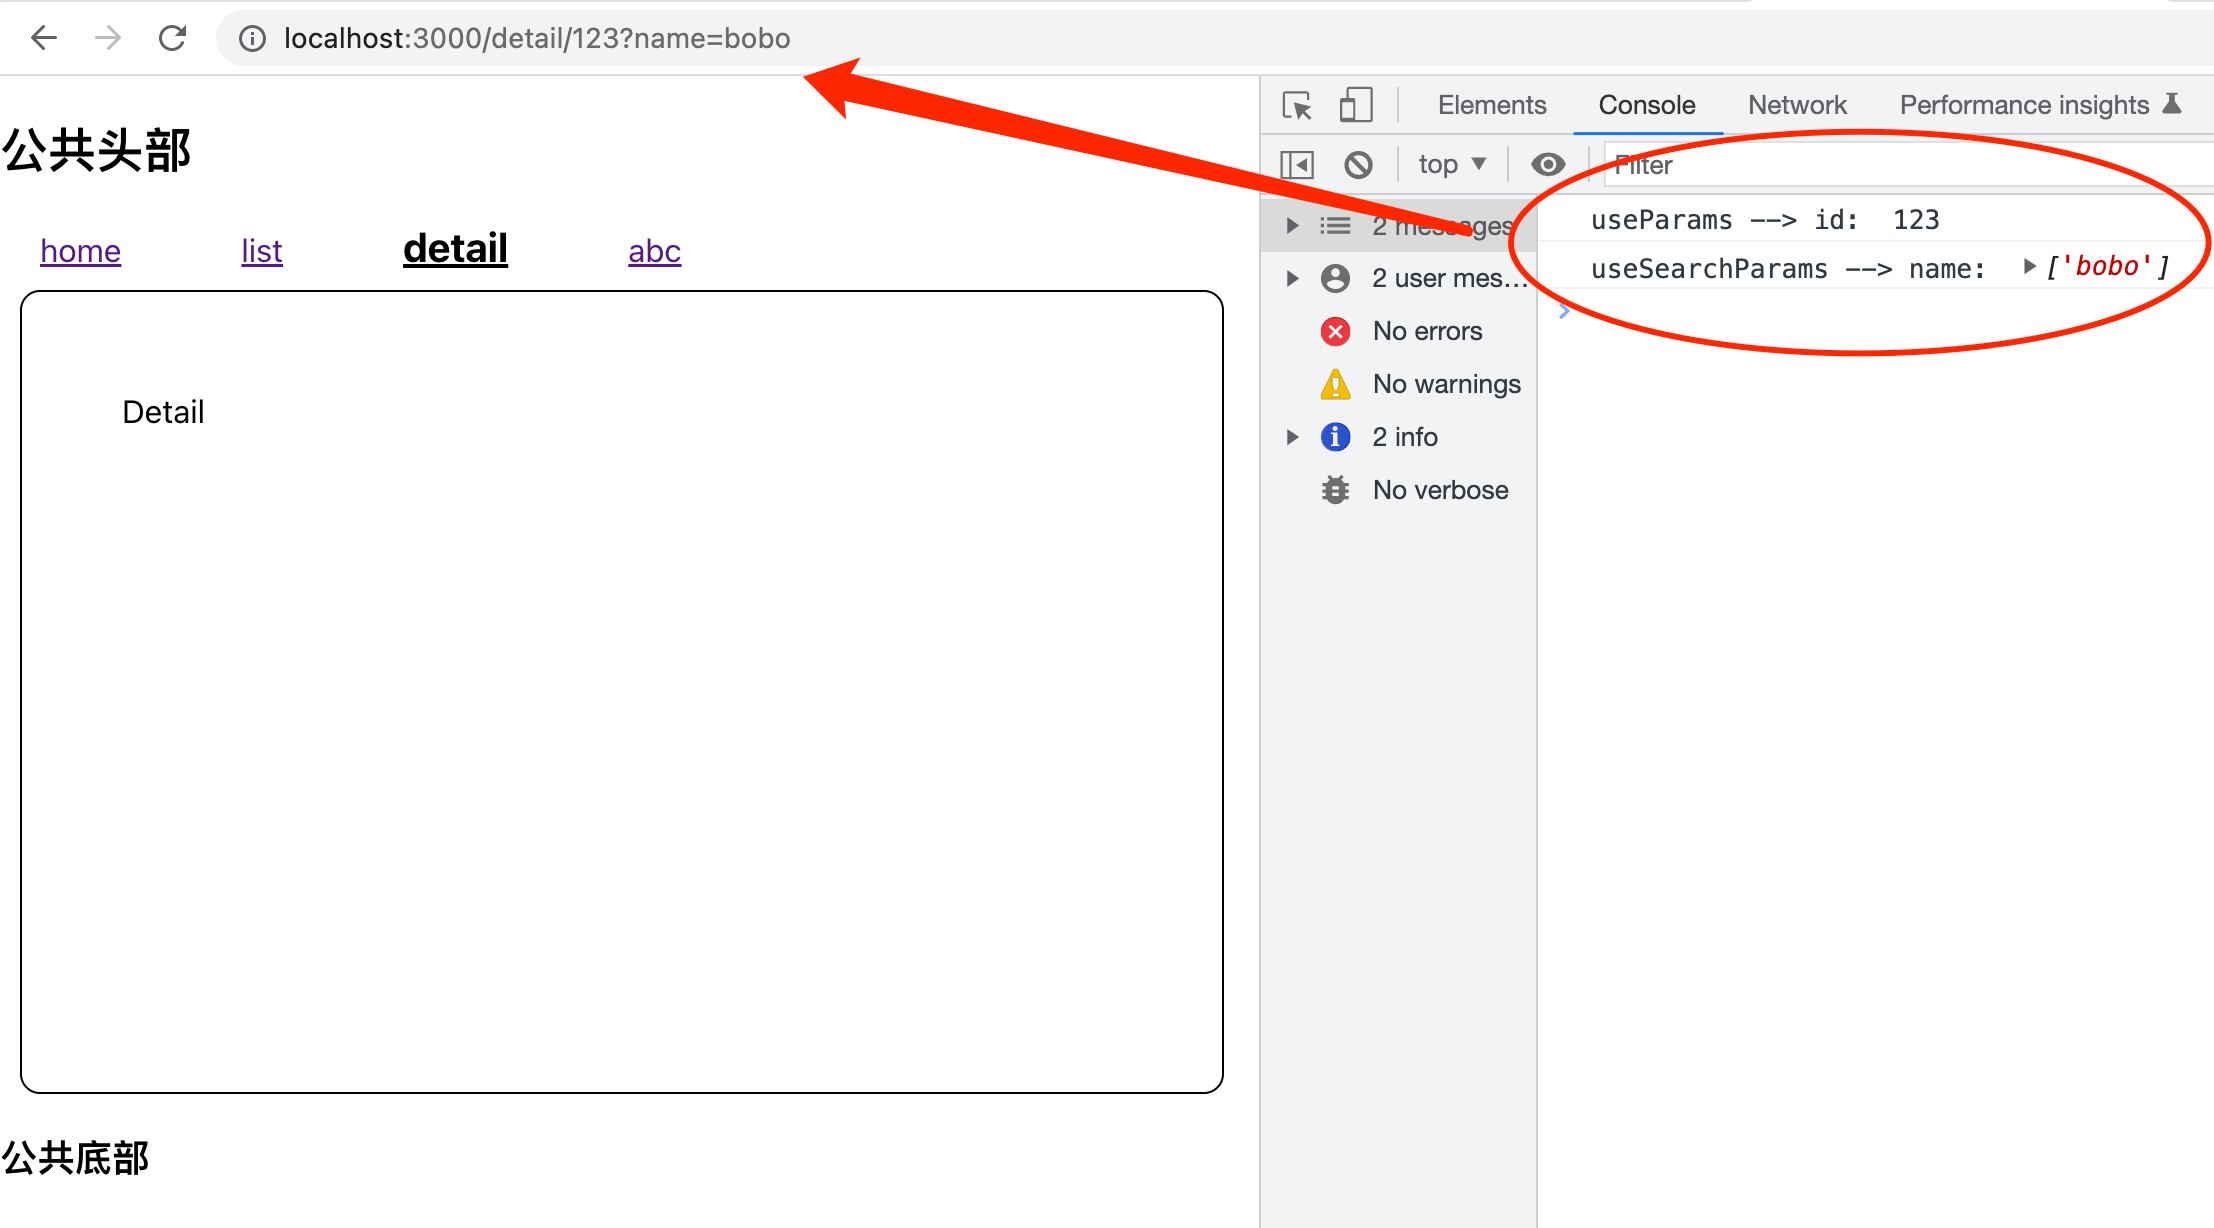 localhost:3000/detail/123?name=bobo
公共头部
home list detail abc
Detail
公共底部
Elements Console Network Performance insights
top Filter
2 messages
2 user mes...
No errors
No warnings
2 info
No verbose
useParams --> id: 123
useSearchParams --> name: ['bobo']